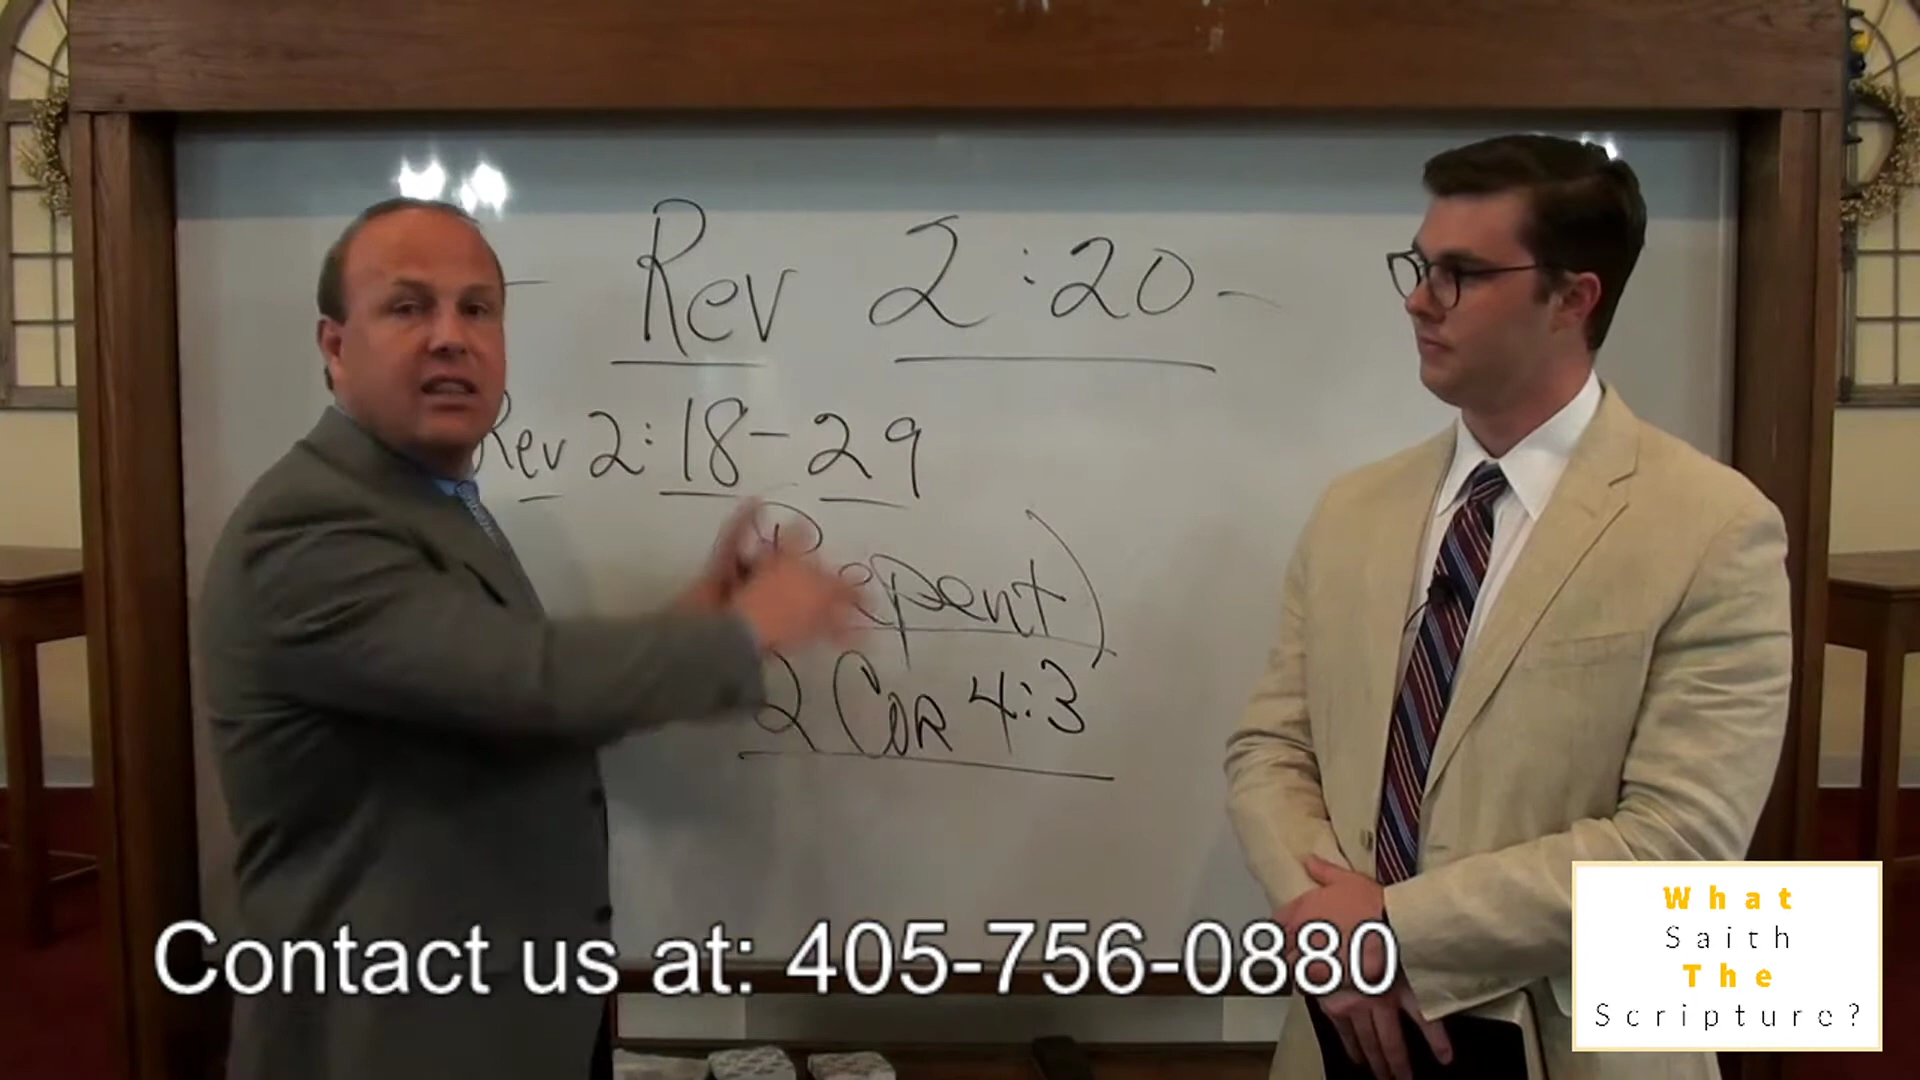 - Rev 2:20-
Rev 2:18-29
Repent)
2 Cor 4:3
Contact us at: 405-756-0880
What
Saith
The
Scripture?